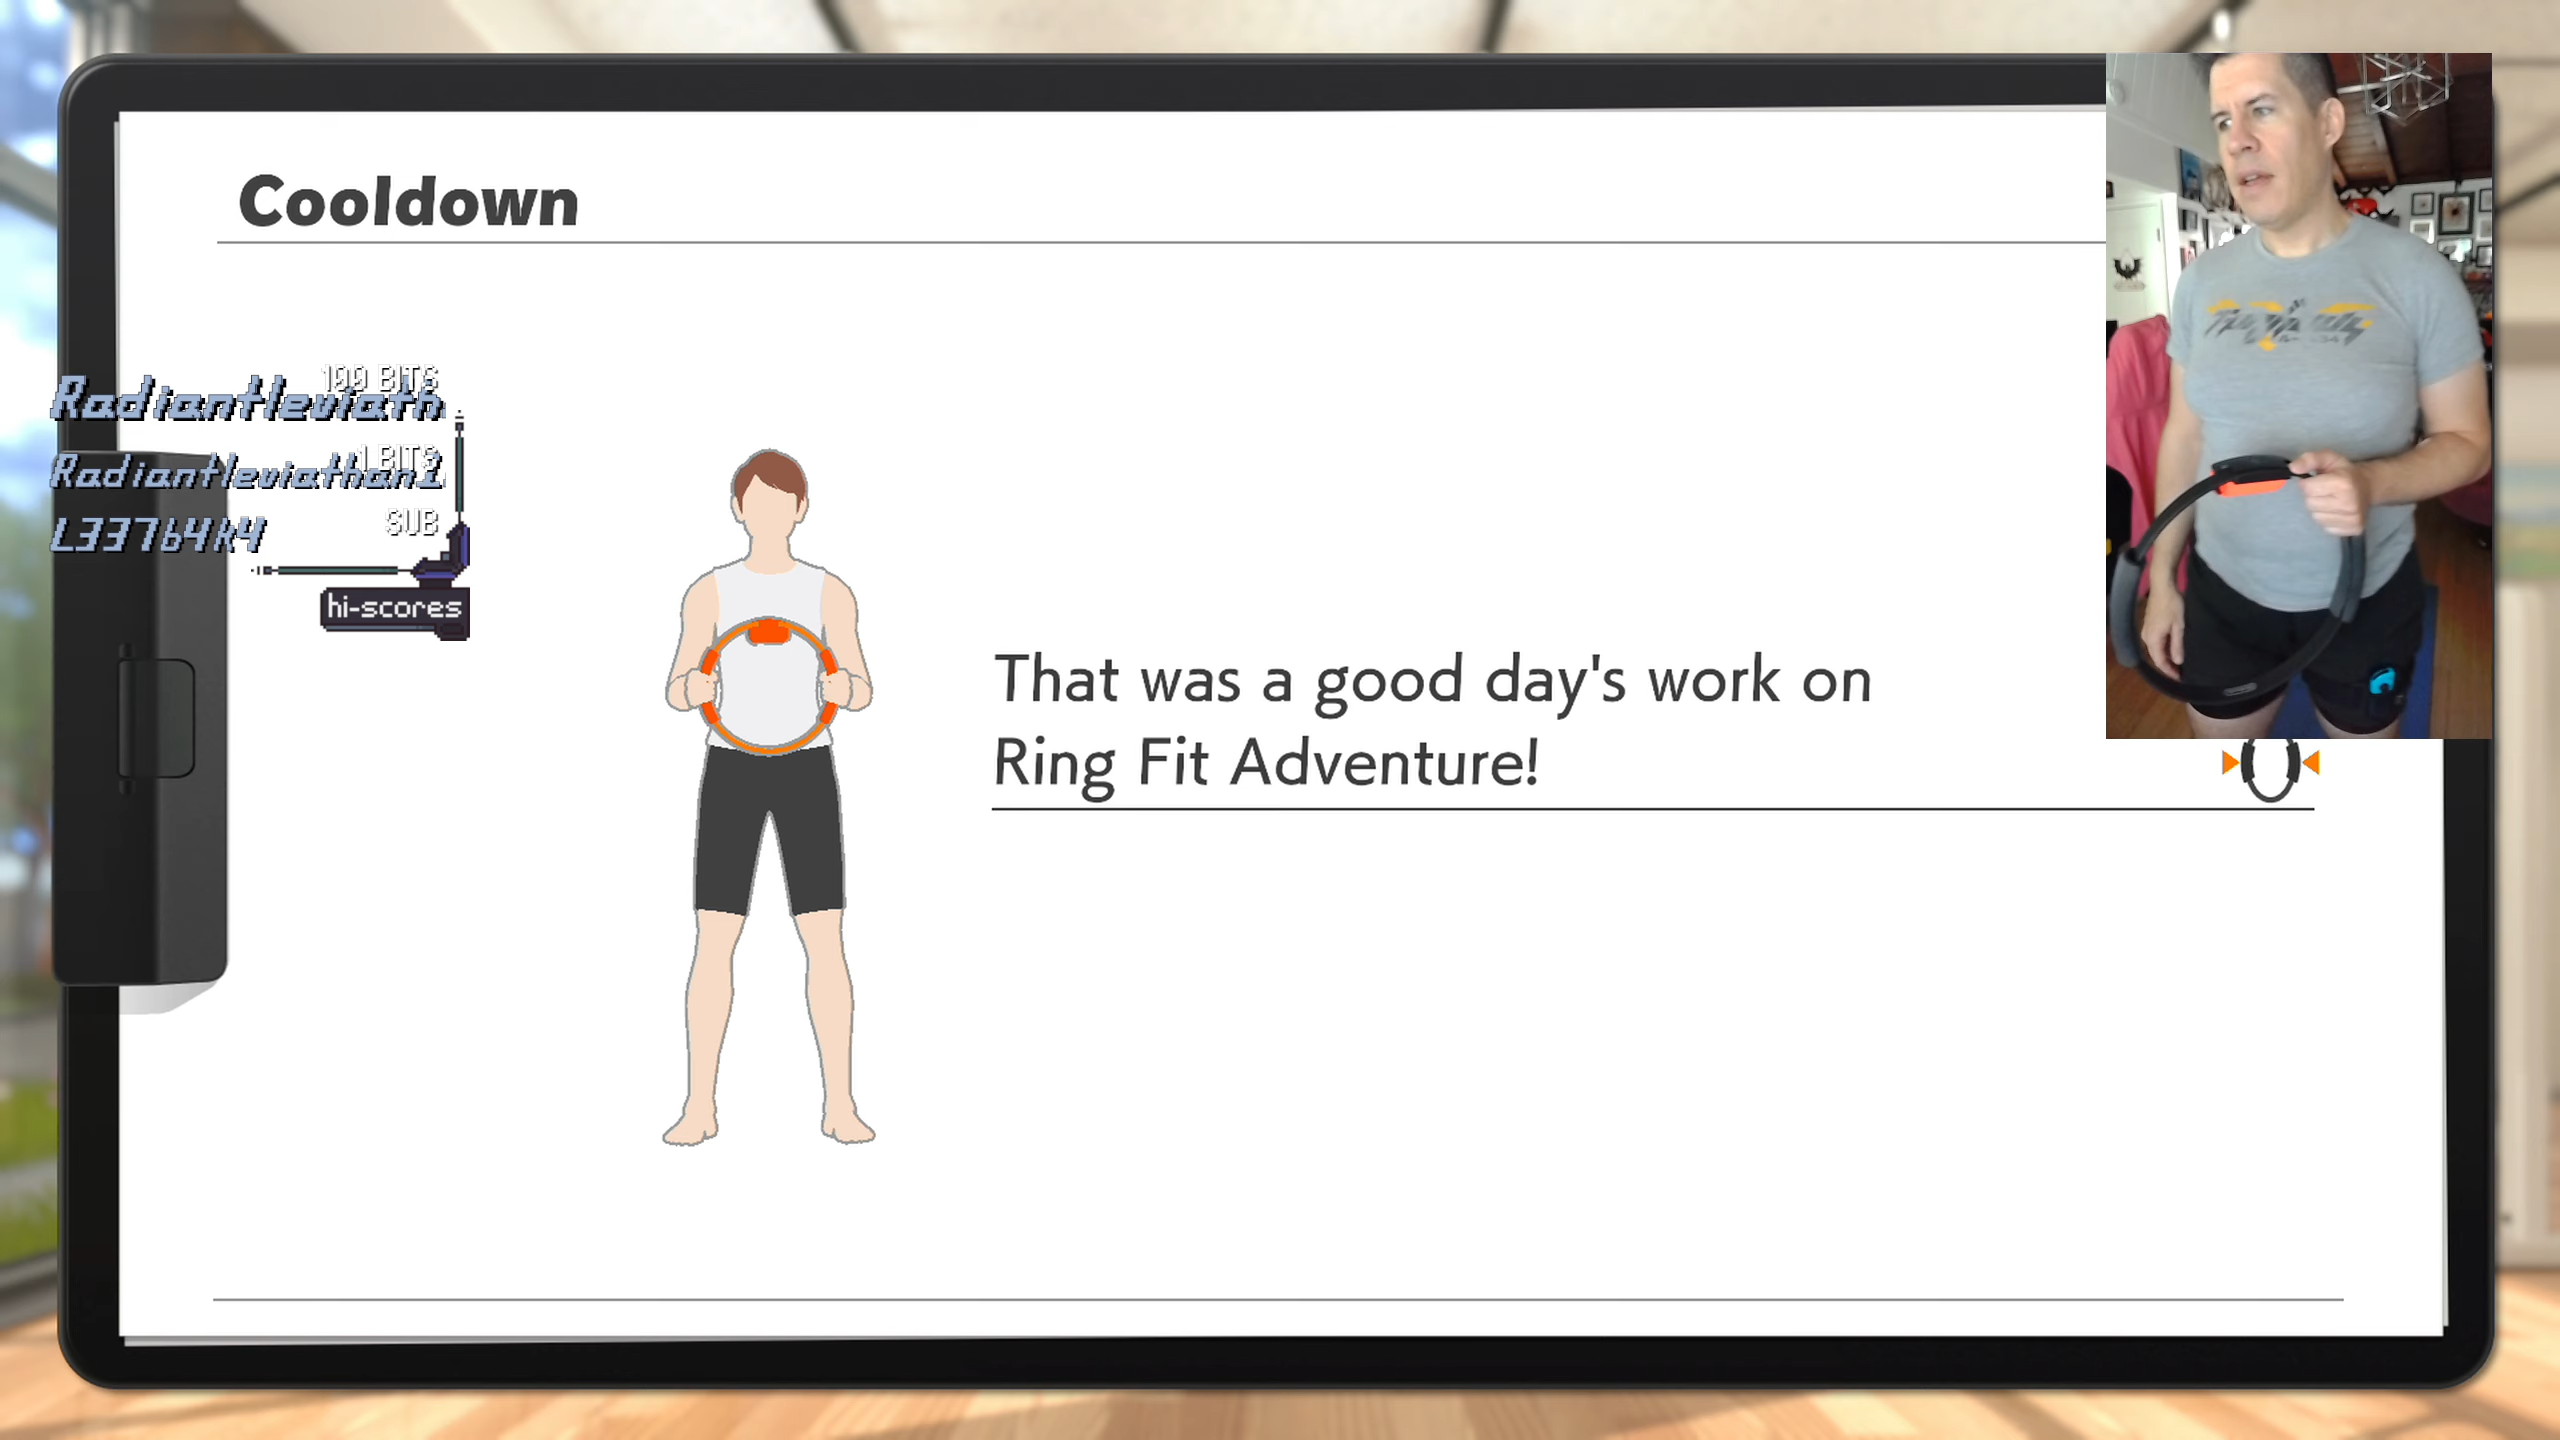 Cooldown
100 BITS
Radiantleviath
1 BITS
Radiantleviathan1
SUB
L337b4k4
hi-scores
That was a good day's work on
Ring Fit Adventure!